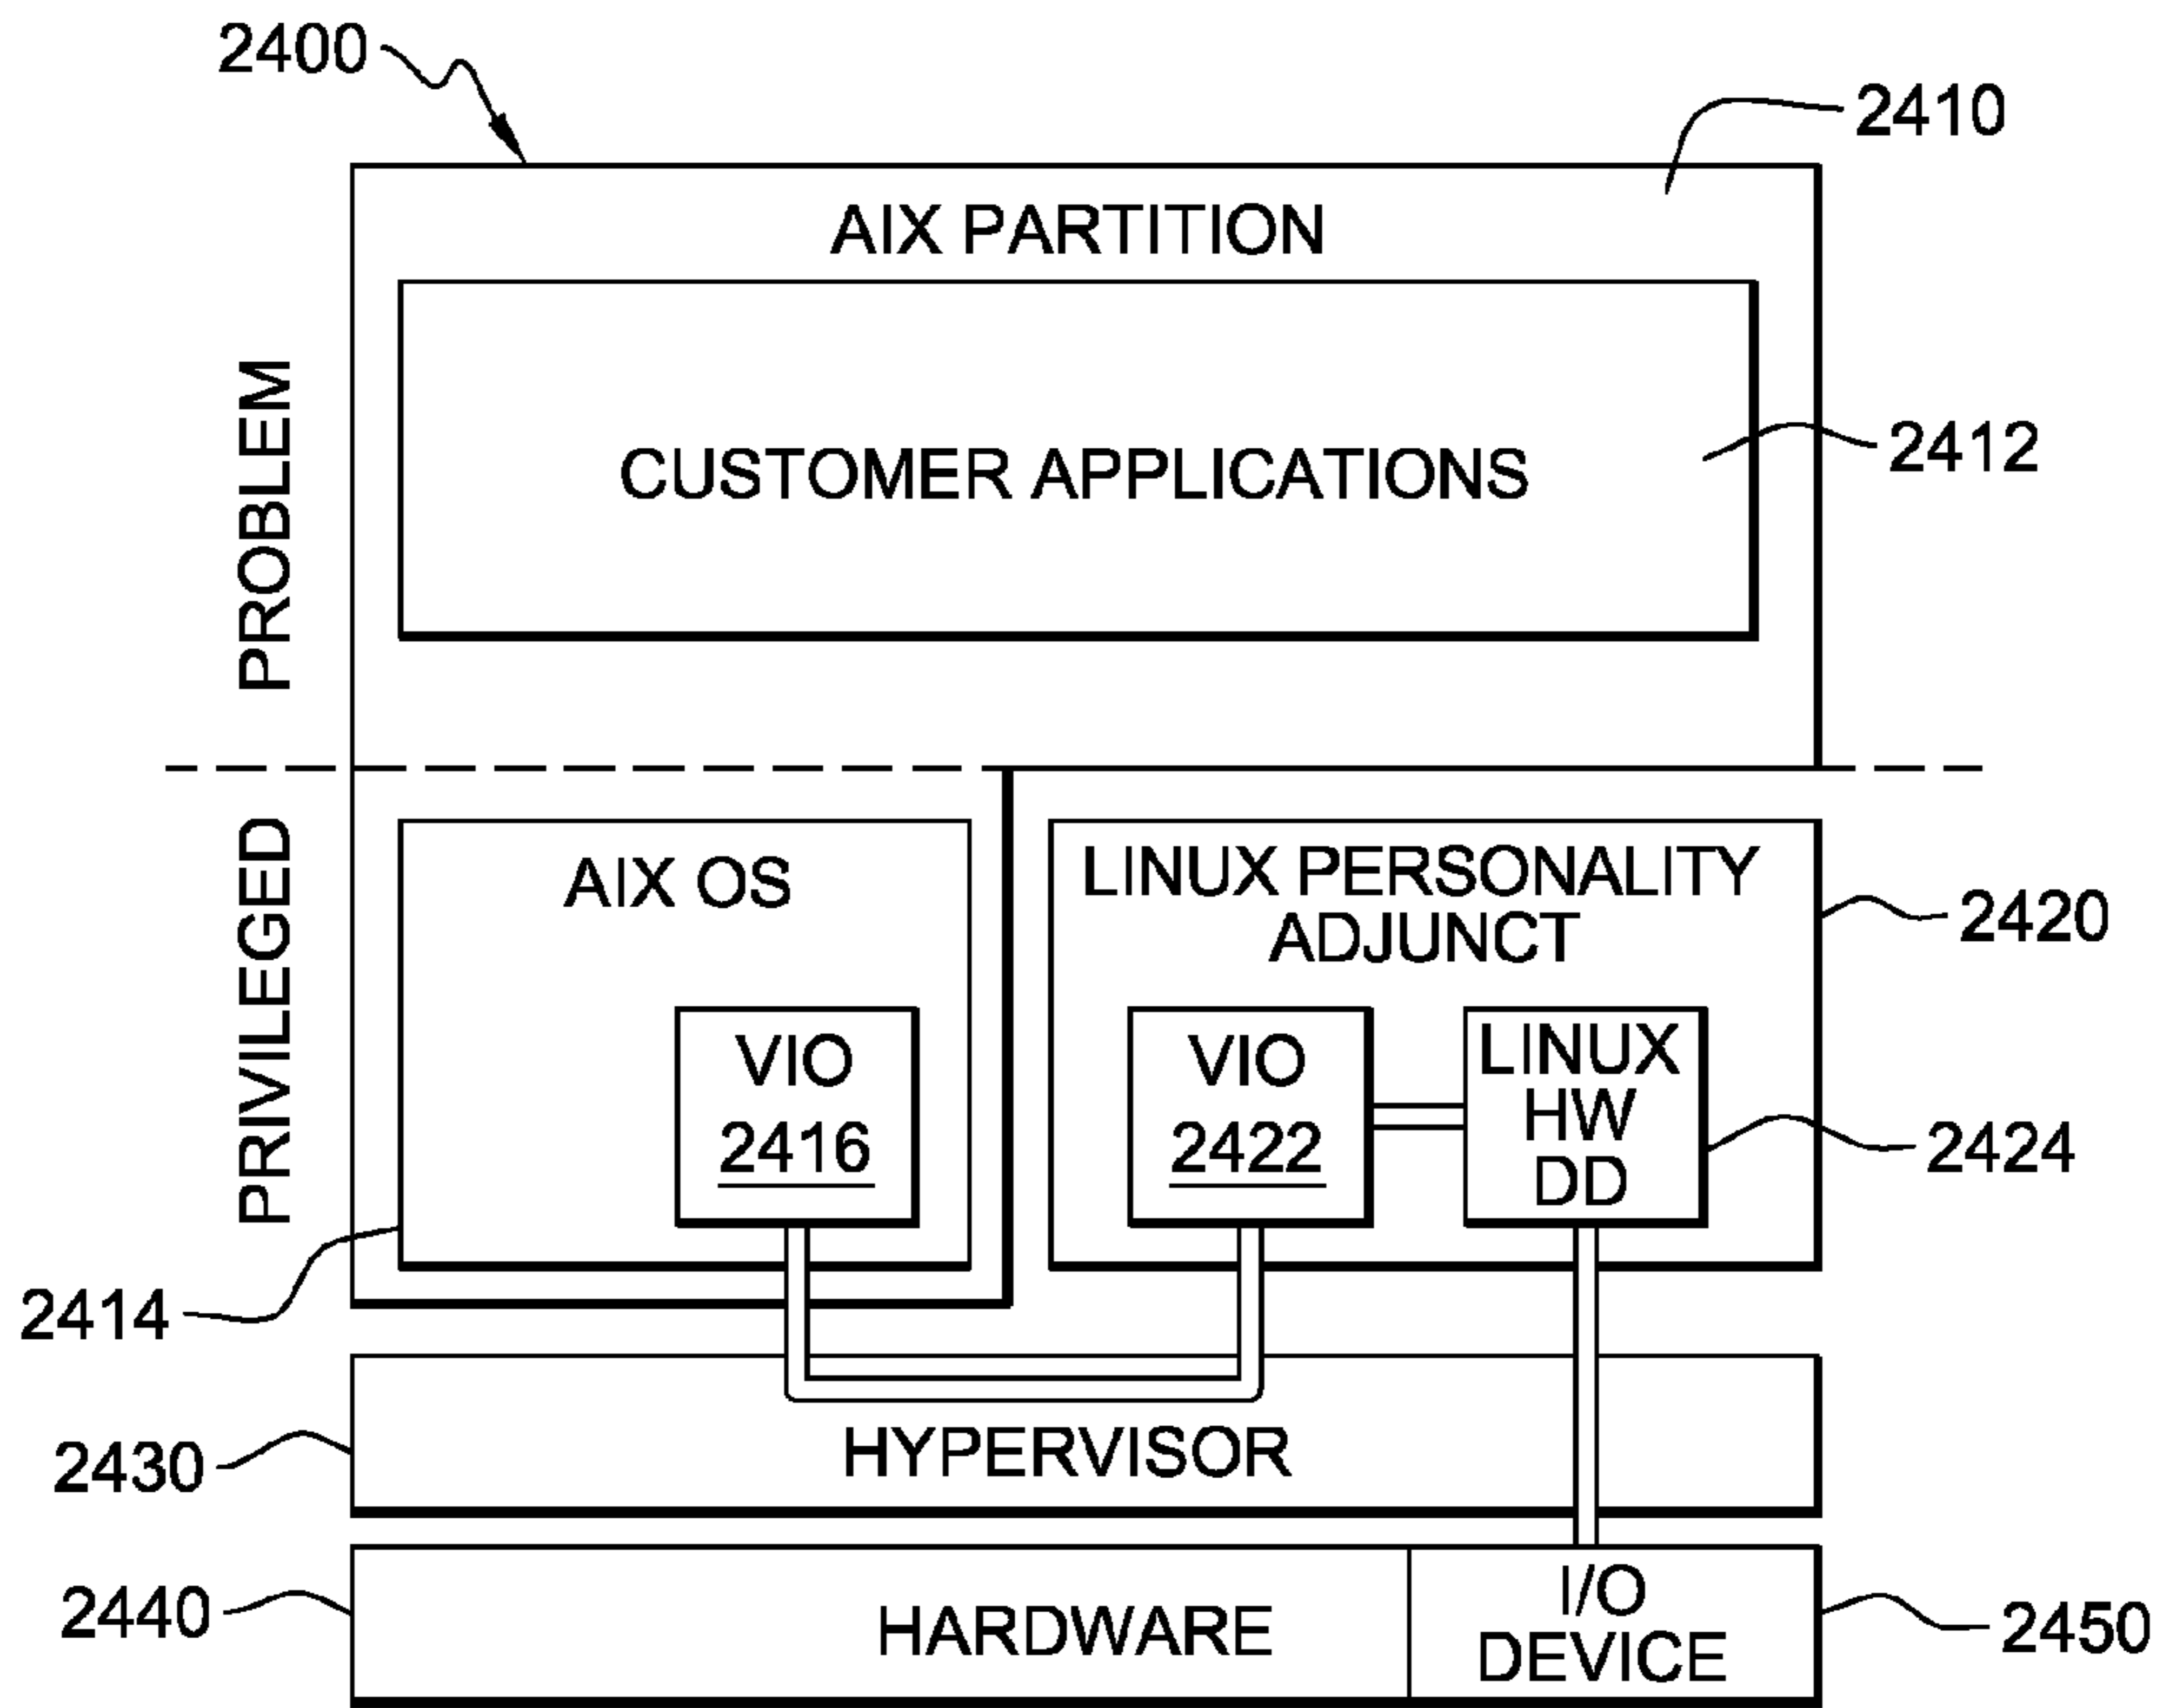 2400
2410
AIX PARTITION
PROBLEM
CUSTOMER APPLICATIONS
2412
PRIVILEGED
AIX OS
LINUX PERSONALITY
ADJUNCT
2420
VIO
2416
VIO
2422
LINUX
HW
DD
2424
2414
HYPERVISOR
2430
2440
HARDWARE
I/O
DEVICE
2450